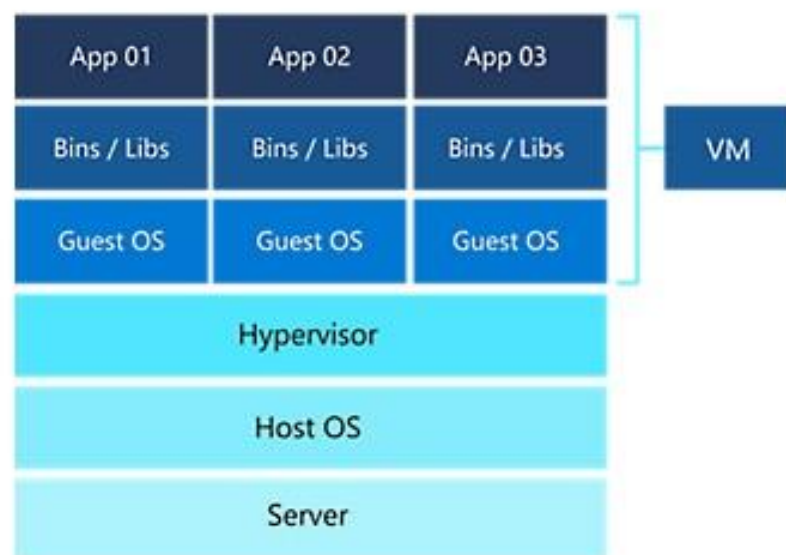 App 01 App 02 App 03
Bins / Libs Bins / Libs Bins / Libs VM
Guest OS Guest OS Guest OS
Hypervisor
Host OS
Server